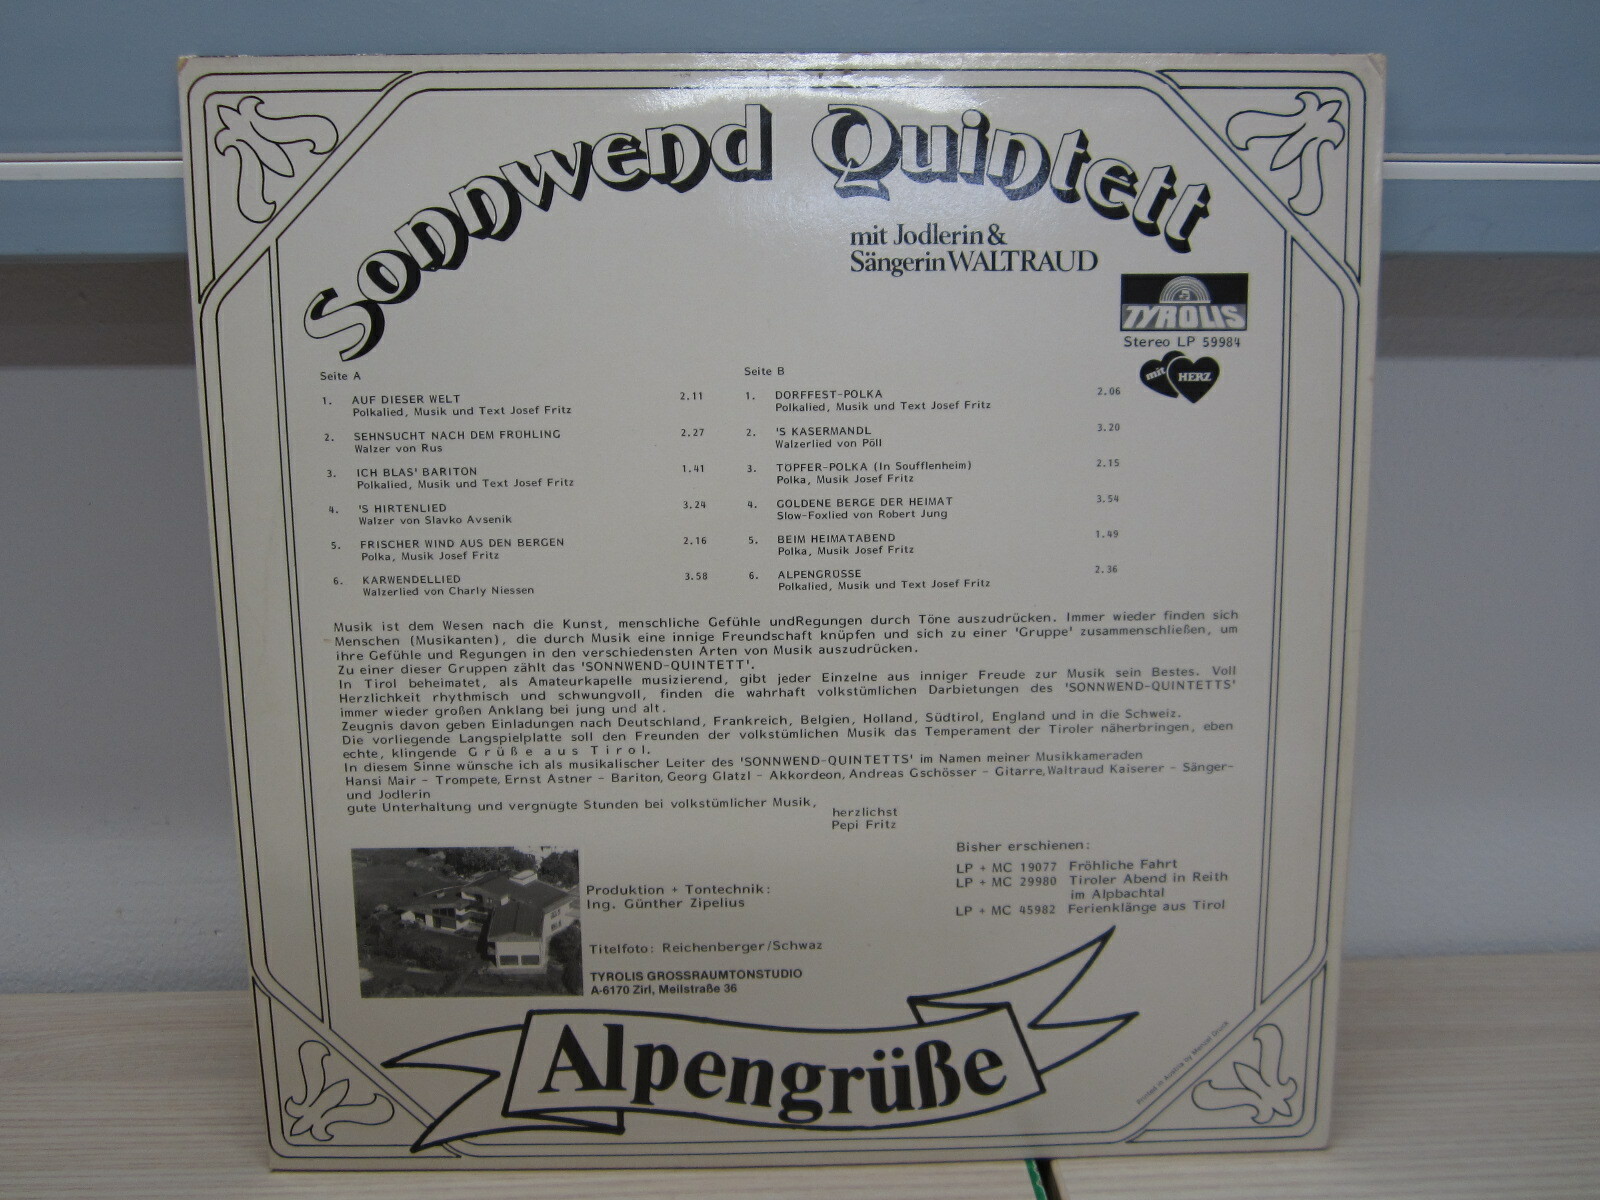 Sonnwend Quintett
mit Jodlerin &
Sängerin WALTRAUD
TYROLIS
Stereo LP 59984
mit HERZ
Seite A
1. AUF DIESER WELT 2.11
Polkalied, Musik und Text Josef Fritz
2. SEHNSUCHT NACH DEM FRÜHLING 2.27
Walzer von Rus
3. ICH BLAS' BARITON 1.41
Polkalied, Musik und Text Josef Fritz
4. 'S HIRTENLIED 3.24
Walzer von Slavko Avsenik
5. FRISCHER WIND AUS DEN BERGEN 2.16
Polka, Musik Josef Fritz
6. KARWENDELLIED 3.58
Walzerlied von Charly Niessen
Seite B
1. DORFFEST-POLKA 2.06
Polkalied, Musik und Text Josef Fritz
2. 'S KASERMANDL 3.20
Walzerlied von Pöll
3. TÖPFER-POLKA (In Soufflenheim) 2.15
Polka, Musik Josef Fritz
4. GOLDENE BERGE DER HEIMAT 3.54
Slow-Foxlied von Robert Jung
5. BEIM HEIMATABEND 1.49
Polka, Musik Josef Fritz
6. ALPENGRÜSSE 2.36
Polkalied, Musik und Text Josef Fritz
Musik ist dem Wesen nach die Kunst, menschliche Gefühle undRegungen durch Töne auszudrücken. Immer wieder finden sich
Menschen (Musikanten), die durch Musik eine innige Freundschaft knüpfen und sich zu einer 'Gruppe' zusammenschließen, um
ihre Gefühle und Regungen in den verschiedensten Arten von Musik auszudrücken.
Zu einer dieser Gruppen zählt das 'SONNWEND-QUINTETT'.
In Tirol beheimatet, als Amateurkapelle musizierend, gibt jeder Einzelne aus inniger Freude zur Musik sein Bestes. Voll
Herzlichkeit rhythmisch und schwungvoll, finden die wahrhaft volkstümlichen Darbietungen des 'SONNWEND-QUINTETTS'
immer wieder großen Anklang bei jung und alt.
Zeugnis davon geben Einladungen nach Deutschland, Frankreich, Belgien, Holland, Südtirol, England und in die Schweiz.
Die vorliegende Langspielplatte soll den Freunden der volkstümlichen Musik das Temperament der Tiroler näherbringen, eben
echte, klingende G r ü ß e a u s T i r o l.
In diesem Sinne wünsche ich als musikalischer Leiter des 'SONNWEND-QUINTETTS' im Namen meiner Musikkameraden
Hansi Mair – Trompete, Ernst Astner – Bariton, Georg Glatzl – Akkordeon, Andreas Gschösser – Gitarre, Waltraud Kaiserer – Sänger-
und Jodlerin
gute Unterhaltung und vergnügte Stunden bei volkstümlicher Musik,
herzlichst
Pepi Fritz
Bisher erschienen:
LP + MC 19077 Fröhliche Fahrt
LP + MC 29980 Tiroler Abend in Reith
im Alpbachtal
LP + MC 45982 Ferienklänge aus Tirol
Produktion + Tontechnik:
Ing. Günther Zipelius
Titelfoto: Reichenberger/Schwaz
TYROLIS GROSSRAUMTONSTUDIO
A-6170 Zirl, Meilstraße 36
Alpengrüße
Printed in Austria by